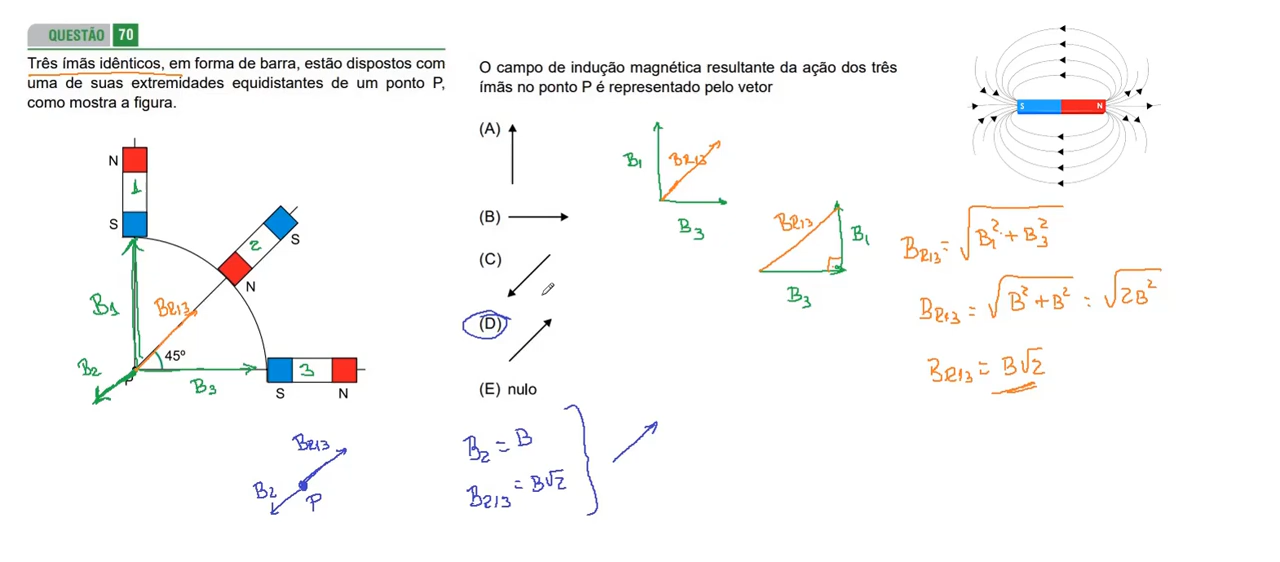 QUESTÃO 70
Três ímãs idênticos, em forma de barra, estão dispostos com
uma de suas extremidades equidistantes de um ponto P,
como mostra a figura.
N
1
S
2
S
N
B1
BR13
45º
B2
P
B3
3
S
N
BR13
B2
P
O campo de indução magnética resultante da ação dos três
ímãs no ponto P é representado pelo vetor
(A)
(B)
(C)
(D)
(E) nulo
B2 = B
BR13 = B√2
B1
BR13
B3
BR13
B1
B3
S
N
BR13 = √B1² + B3²
BR13 = √B² + B² = √2B²
BR13 = B√2